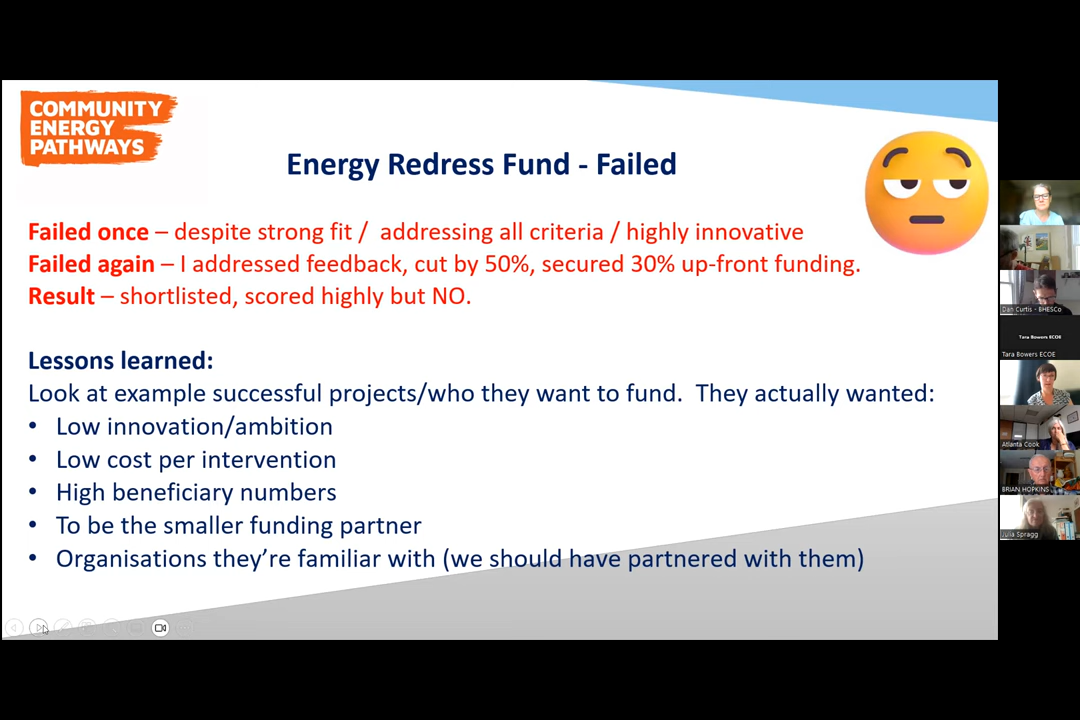 COMMUNITY
ENERGY
PATHWAYS
Energy Redress Fund - Failed
Failed once – despite strong fit /  addressing all criteria / highly innovative
Failed again – I addressed feedback, cut by 50%, secured 30% up-front funding.
Result – shortlisted, scored highly but NO.
Lessons learned:
Look at example successful projects/who they want to fund.  They actually wanted:
• Low innovation/ambition
• Low cost per intervention
• High beneficiary numbers
• To be the smaller funding partner
• Organisations they’re familiar with (we should have partnered with them)
Dan Curtis - BHESCo
Tara Bowers ECOE
Tara Bowers ECOE
Atlanta Cook
BRIAN HOPKINS
Julia Spragg